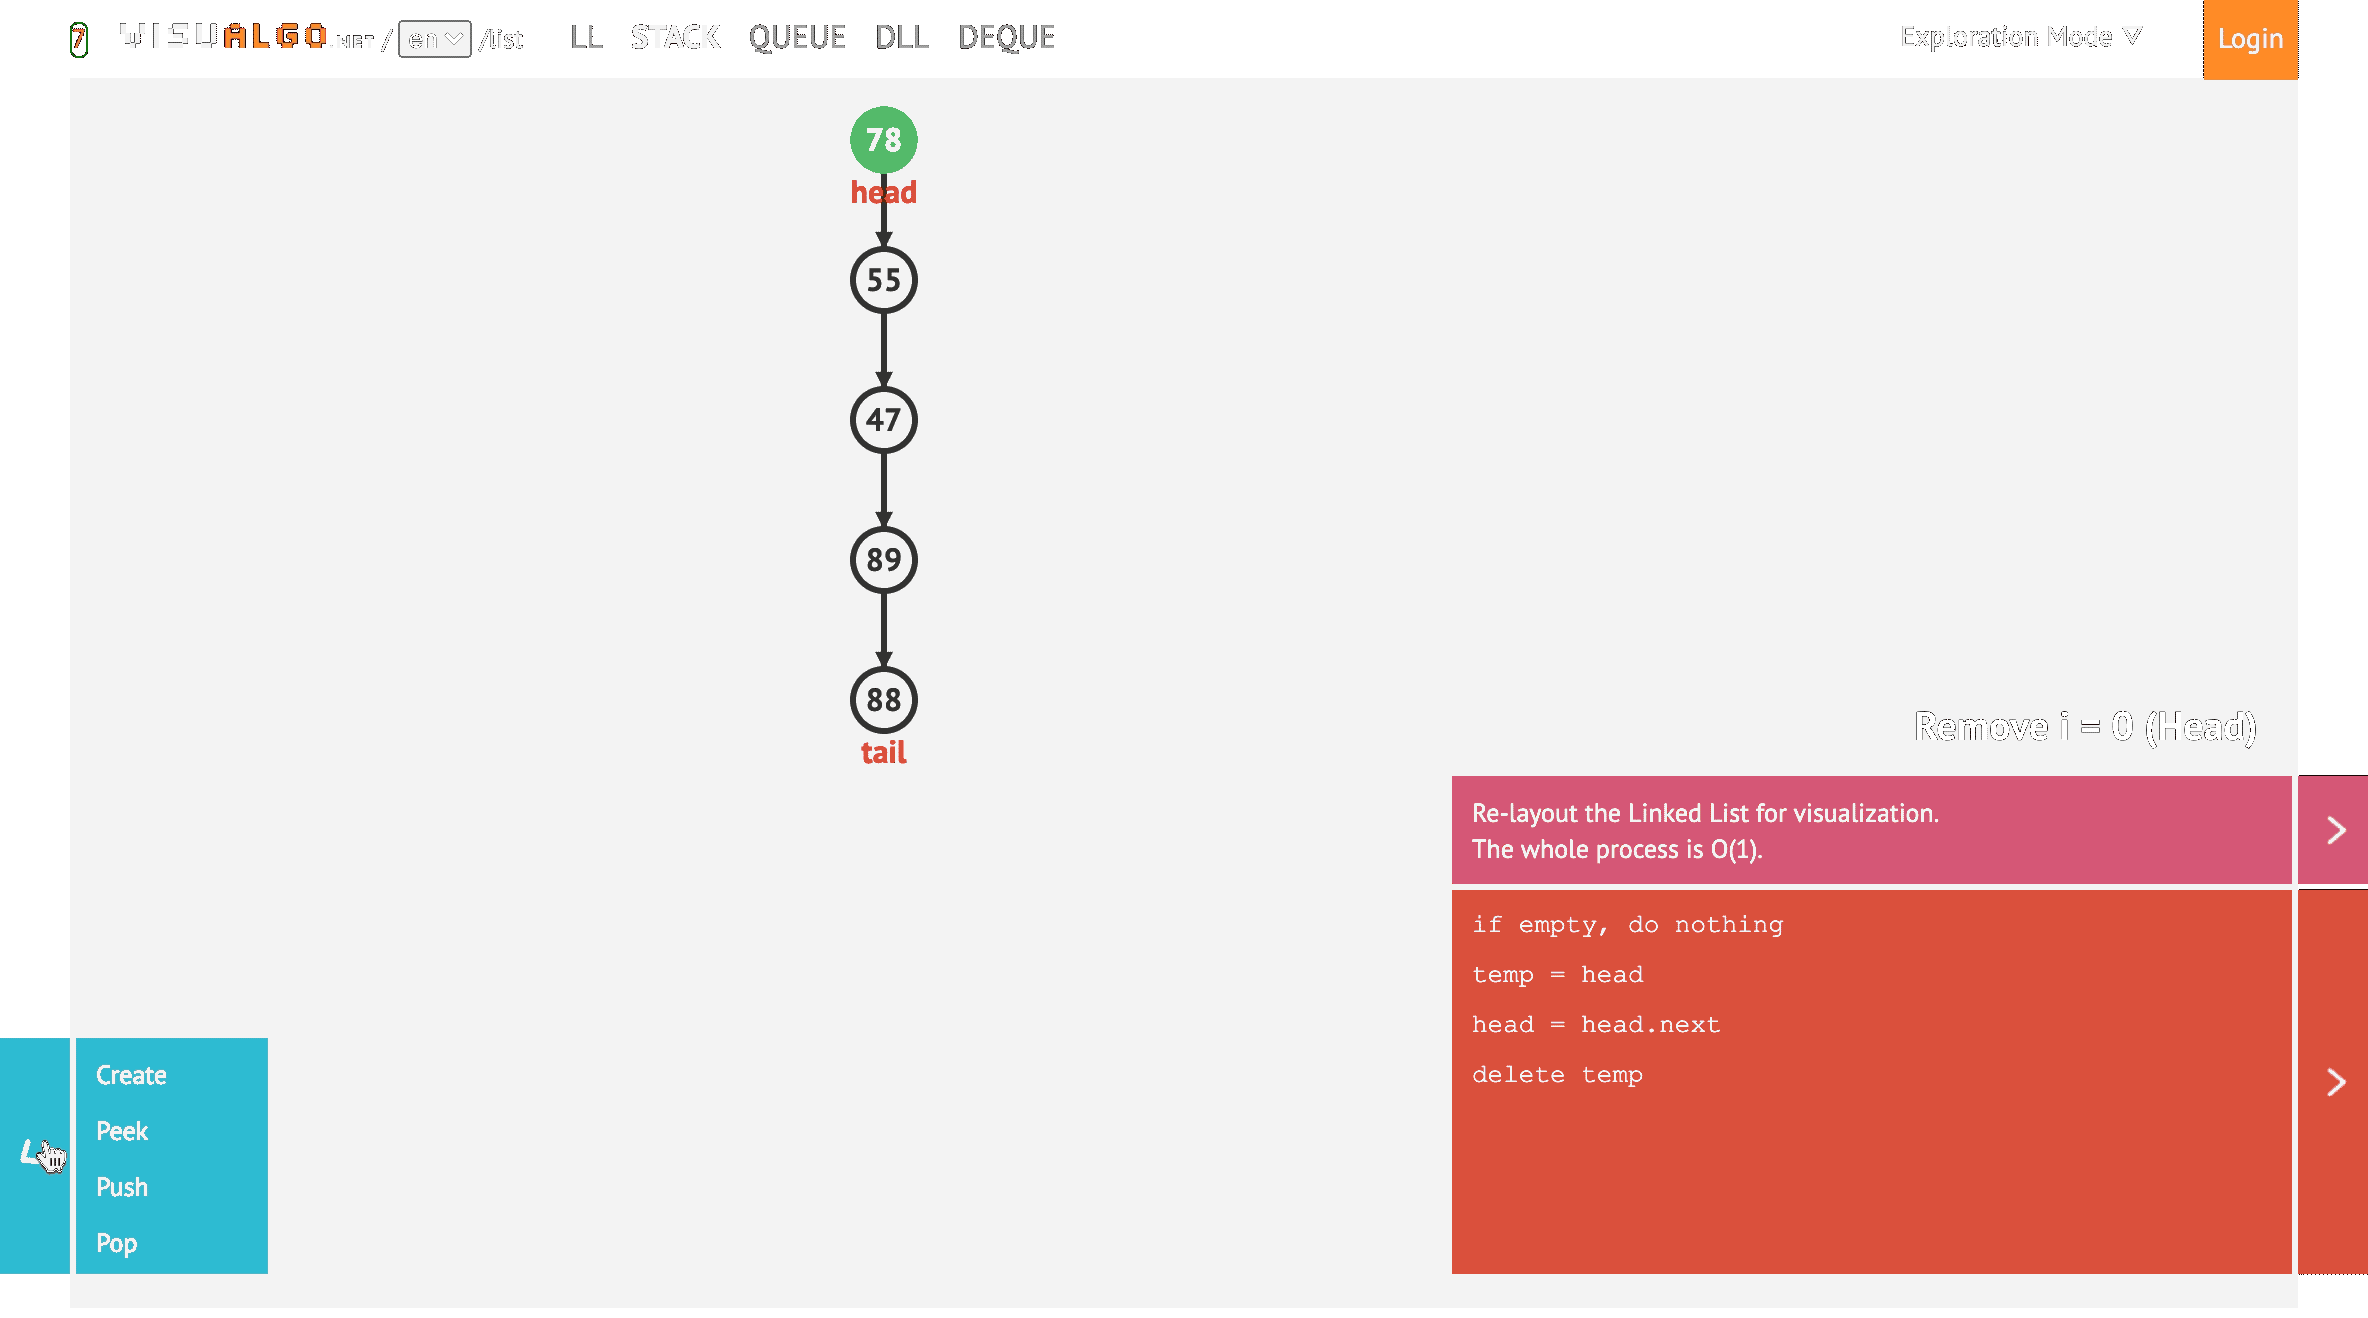 7 VISUALGO.NET / en /list LL STACK QUEUE DLL DEQUE Exploration Mode Login
78
head
55
47
89
88
tail
Remove i = 0 (Head)
Re-layout the Linked List for visualization.
The whole process is O(1).
if empty, do nothing
temp = head
head = head.next
delete temp
Create
Peek
Push
Pop